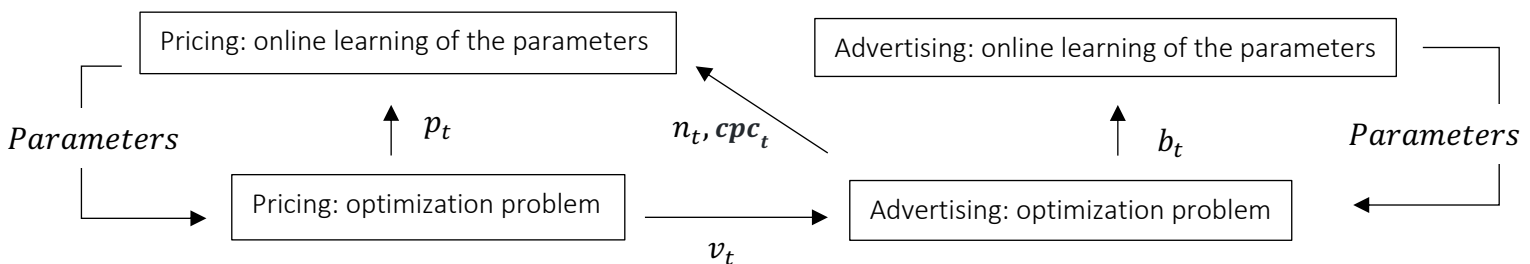 Pricing: online learning of the parameters
Advertising: online learning of the parameters
Parameters
p_t
n_t, cpc_t
b_t
Parameters
Pricing: optimization problem
Advertising: optimization problem
v_t